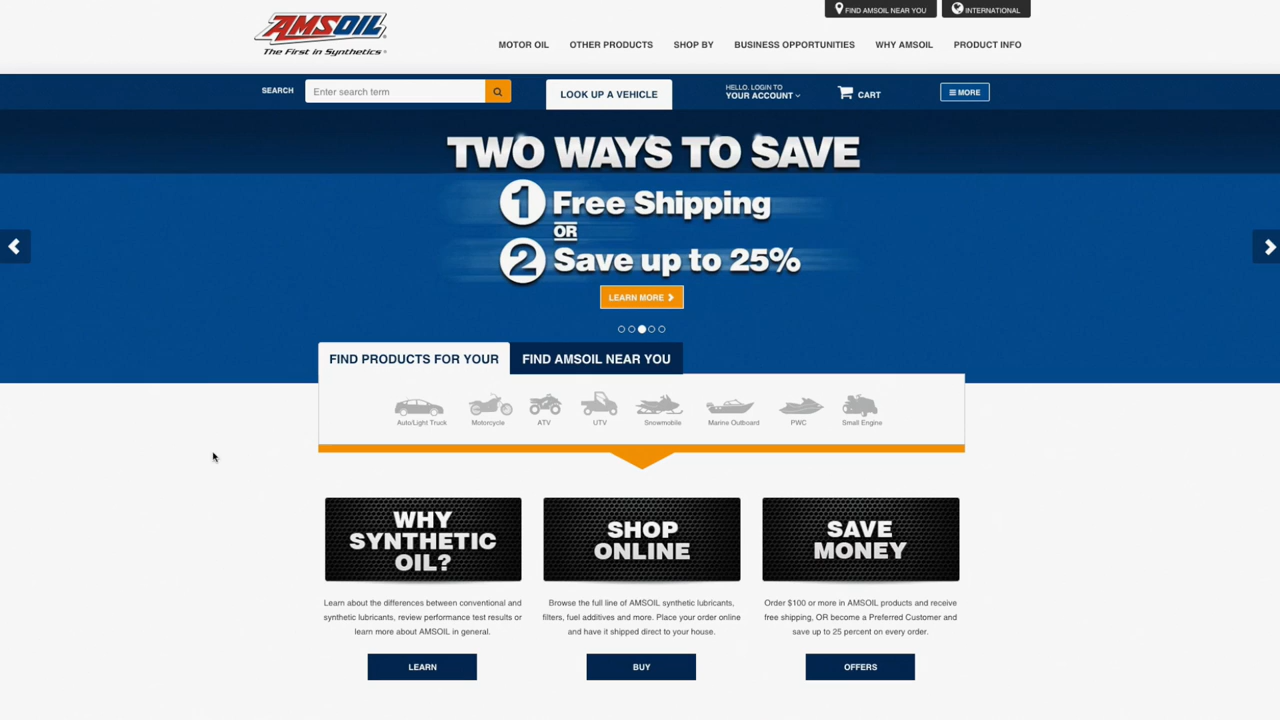 FIND AMSOIL NEAR YOU
INTERNATIONAL
AMSOIL
The First in Synthetics®
MOTOR OIL
OTHER PRODUCTS
SHOP BY
BUSINESS OPPORTUNITIES
WHY AMSOIL
PRODUCT INFO
SEARCH
Enter search term
LOOK UP A VEHICLE
HELLO. LOGIN TO
YOUR ACCOUNT
CART
MORE
TWO WAYS TO SAVE
1 Free Shipping
OR
2 Save up to 25%
LEARN MORE
FIND PRODUCTS FOR YOUR
FIND AMSOIL NEAR YOU
Auto/Light Truck
Motorcycle
ATV
UTV
Snowmobile
Marine Outboard
PWC
Small Engine
WHY
SYNTHETIC
OIL?
Learn about the differences between conventional and
synthetic lubricants, review performance test results or
learn more about AMSOIL in general.
LEARN
SHOP
ONLINE
Browse the full line of AMSOIL synthetic lubricants,
filters, fuel additives and more. Place your order online
and have it shipped direct to your house.
BUY
SAVE
MONEY
Order $100 or more in AMSOIL products and receive
free shipping, OR become a Preferred Customer and
save up to 25 percent on every order.
OFFERS